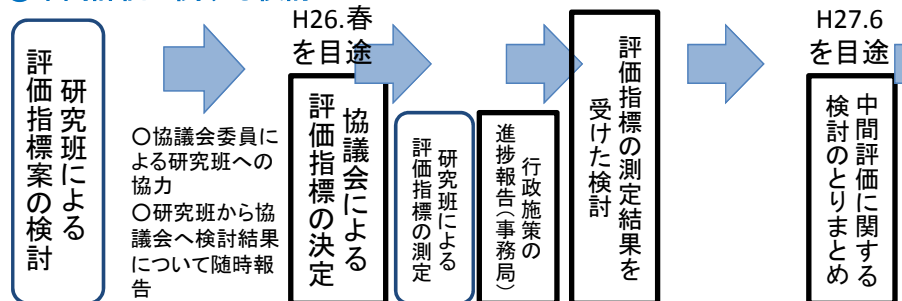 研究班による
評価指標案の検討
〇協議会委員に
よる研究班への
協力
〇研究班から協
議会へ検討結果
について随時報
告
H26.春
を目途
協議会による
評価指標の決定
研究班による
評価指標の測定
行政施策の
進捗報告(事務局)
評価指標の測定結果を
受けた検討
H27.6
を目途
中間評価に関する
検討のとりまとめ